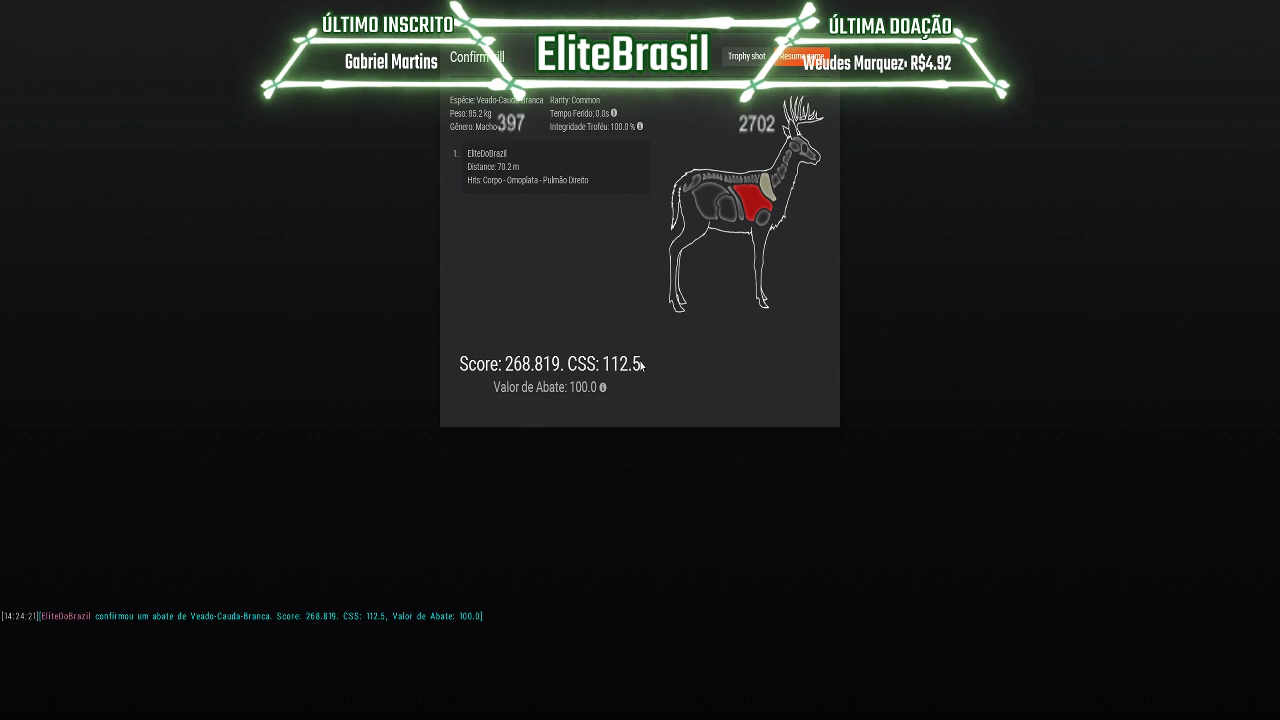 ÚLTIMO INSCRITO
Gabriel Martins
EliteBrasil
ÚLTIMA DOAÇÃO
Weudes Marquez· R$4.92
Trophy shot
Resume game
397
2702
Espécie: Veado-Cauda-Branca
Peso: 85.2 kg
Gênero: Macho
Rarity: Common
Tempo Ferido: 0.0s
Integridade Troféu: 100.0 %
1. EliteDoBrazil
Distance: 70.2 m
Hits: Corpo - Omoplata - Pulmão Direito
Score: 268.819. CSS: 112.5
Valor de Abate: 100.0
[14:24:21][EliteDoBrazil confirmou um abate de Veado-Cauda-Branca. Score: 268.819. CSS: 112.5, Valor de Abate: 100.0]